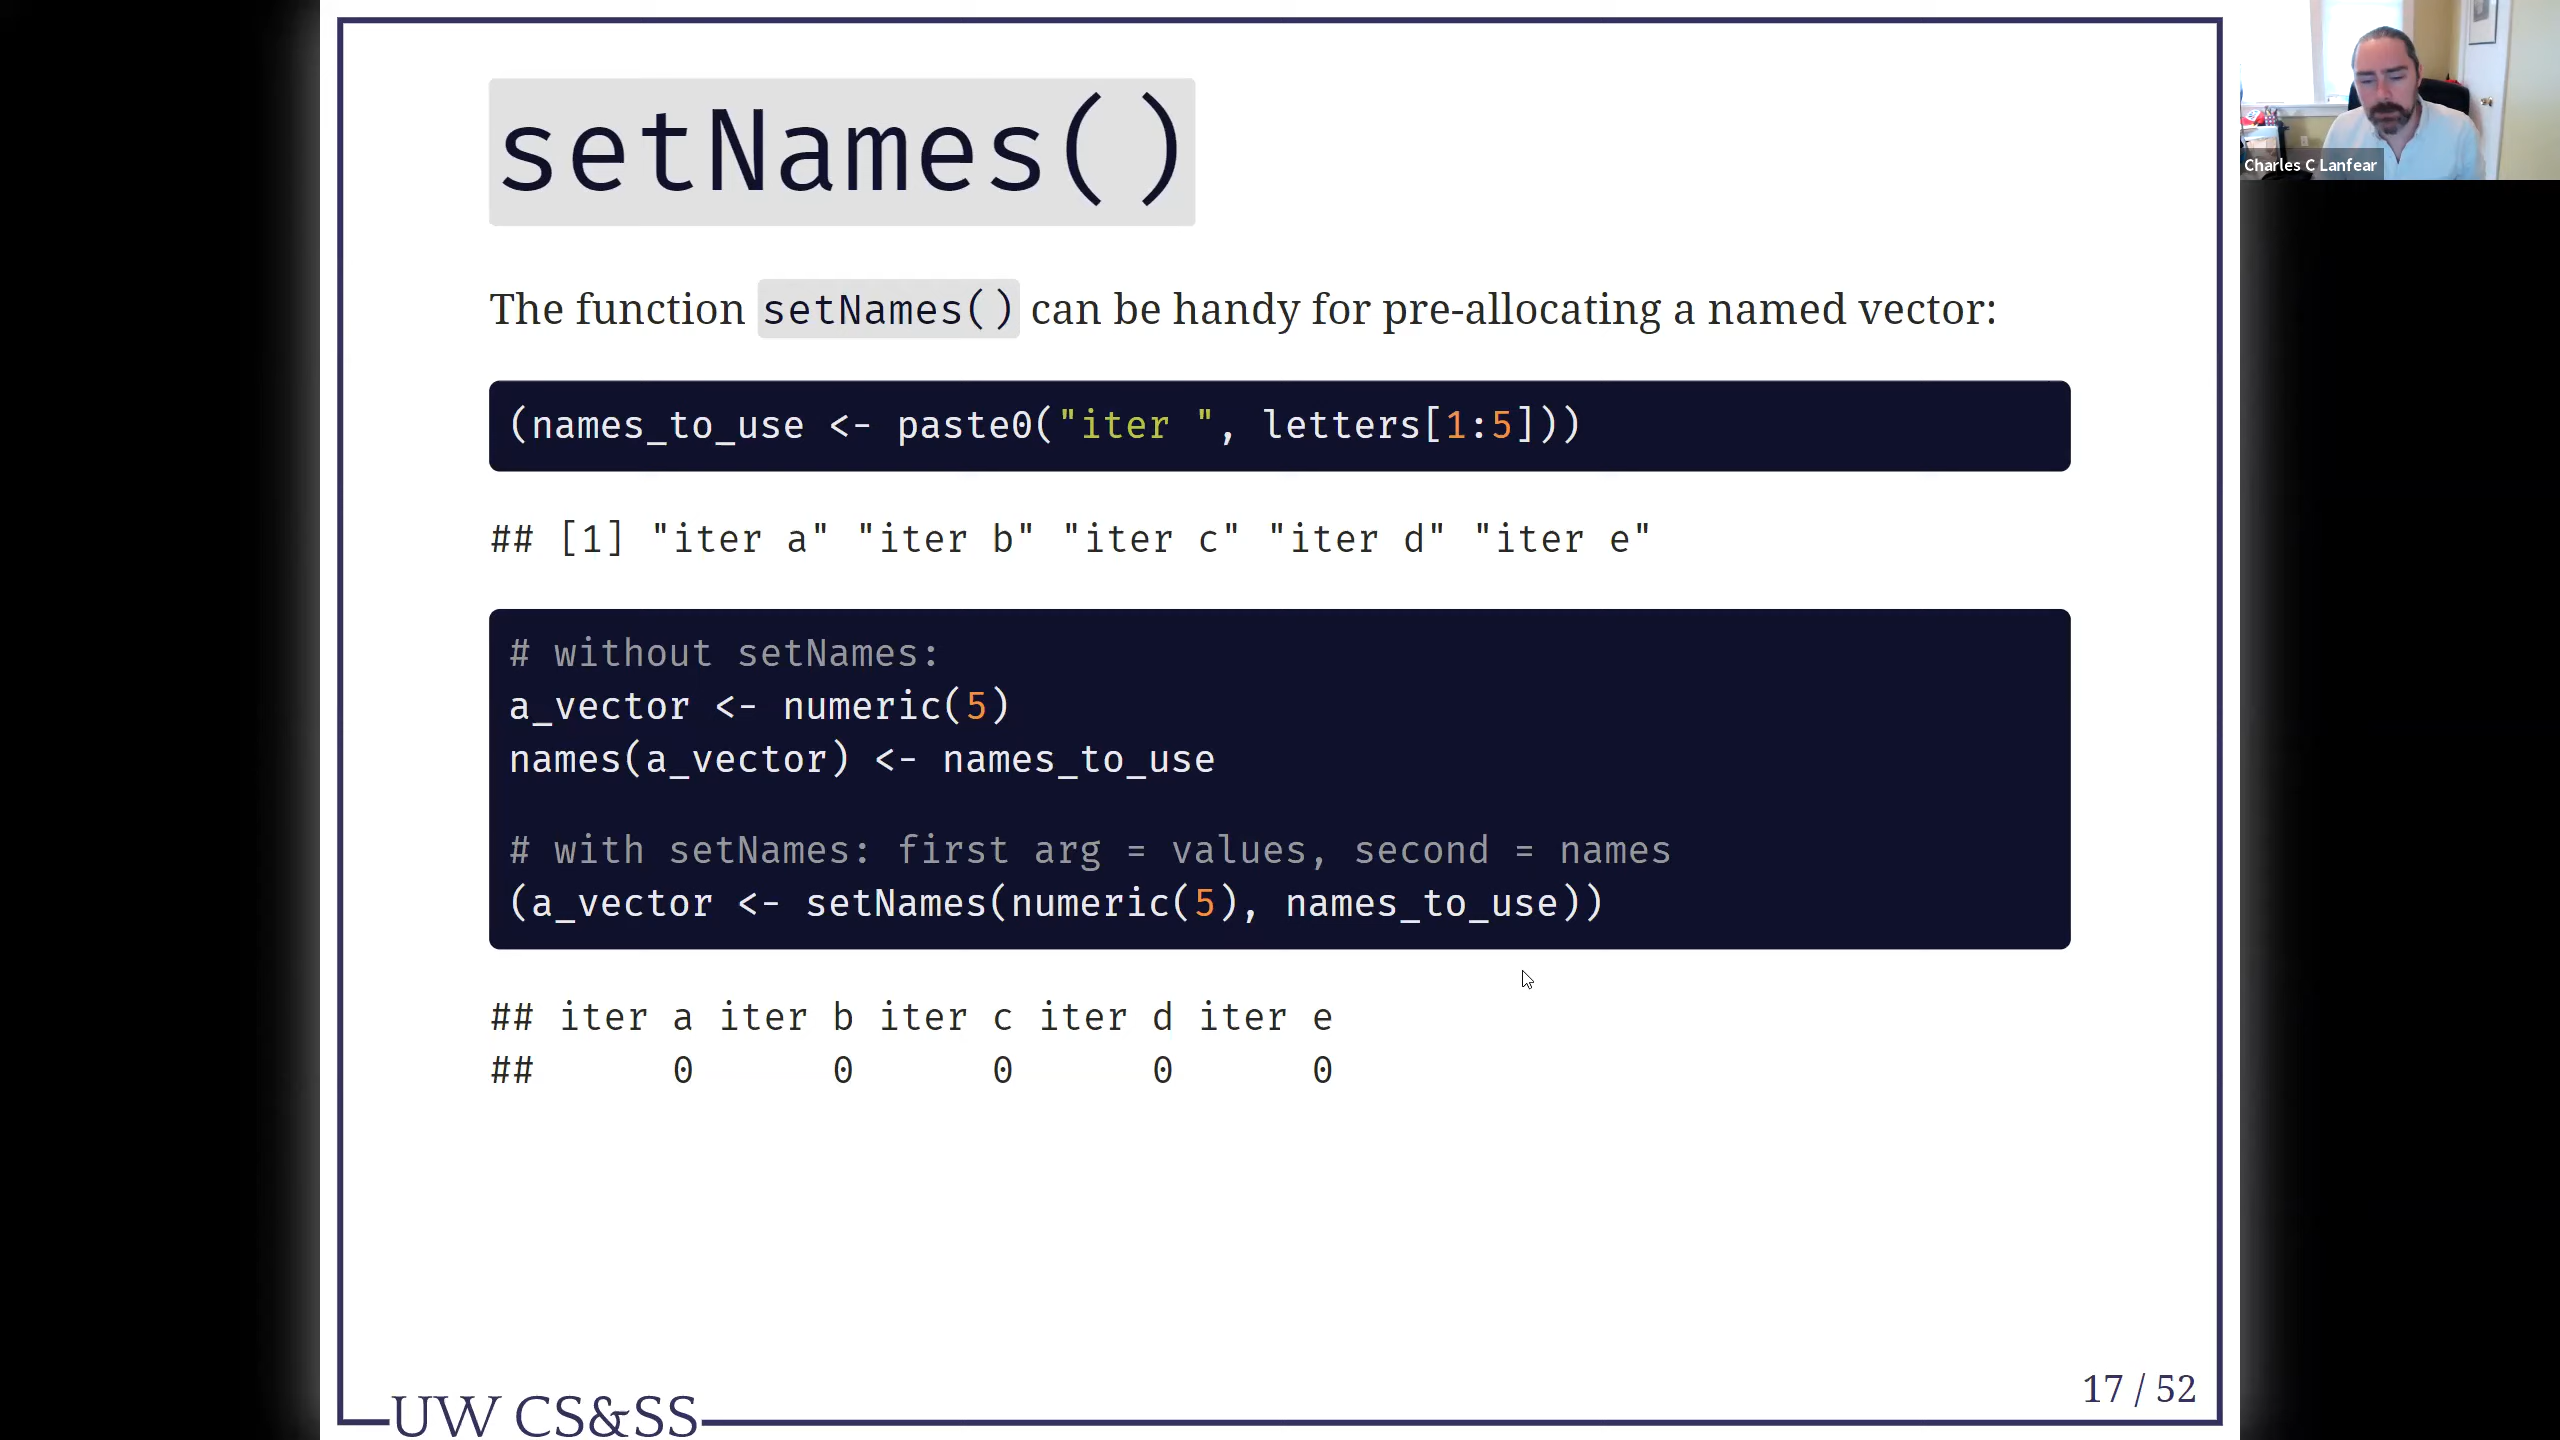 setNames()
The function setNames() can be handy for pre-allocating a named vector:
(names_to_use <- paste0("iter ", letters[1:5]))
## [1] "iter a" "iter b" "iter c" "iter d" "iter e"
# without setNames:
a_vector <- numeric(5)
names(a_vector) <- names_to_use
# with setNames: first arg = values, second = names
(a_vector <- setNames(numeric(5), names_to_use))
## iter a iter b iter c iter d iter e
##      0      0      0      0      0
UW CS&SS
17 / 52
Charles C Lanfear